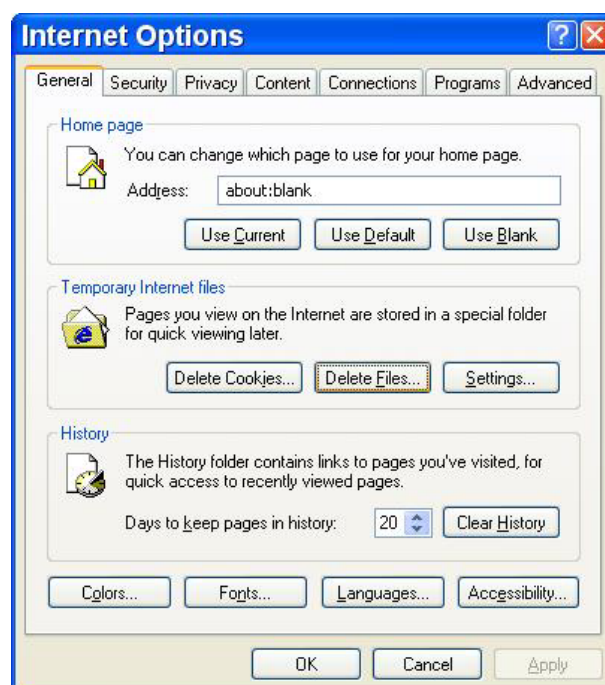 Internet Options
General Security Privacy Content Connections Programs Advanced
Home page
You can change which page to use for your home page.
Address: about:blank
Use Current Use Default Use Blank
Temporary Internet files
Pages you view on the Internet are stored in a special folder
for quick viewing later.
Delete Cookies... Delete Files... Settings...
History
The History folder contains links to pages you've visited, for
quick access to recently viewed pages.
Days to keep pages in history: 20 Clear History
Colors... Fonts... Languages... Accessibility...
OK Cancel Apply